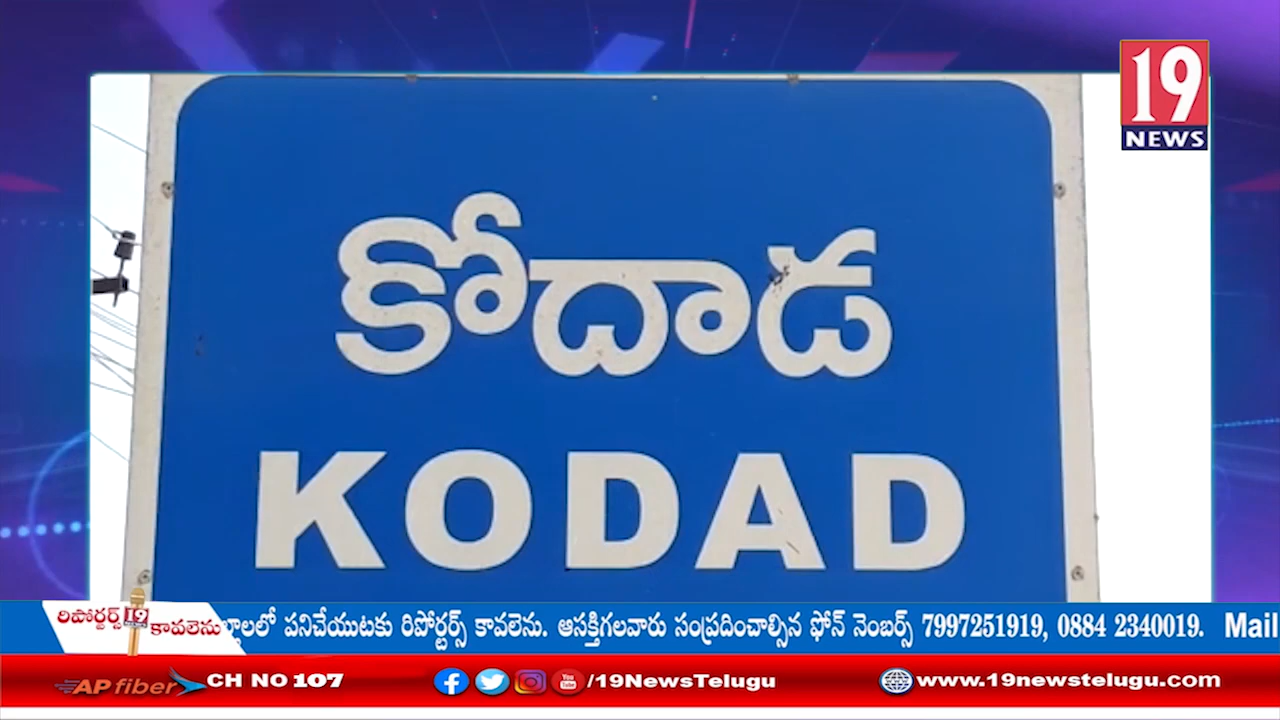 19
NEWS
కోదాడ
KODAD
రిపోర్టర్స్ 19
కావలెను
పనిచేయుటకు రిపోర్టర్స్ కావలెను. ఆసక్తిగలవారు సంప్రదించాల్సిన ఫోన్ నెంబర్స్ 7997251919, 0884 2340019. Mail
AP fiber CH NO 107 /19NewsTelugu www.19newstelugu.com